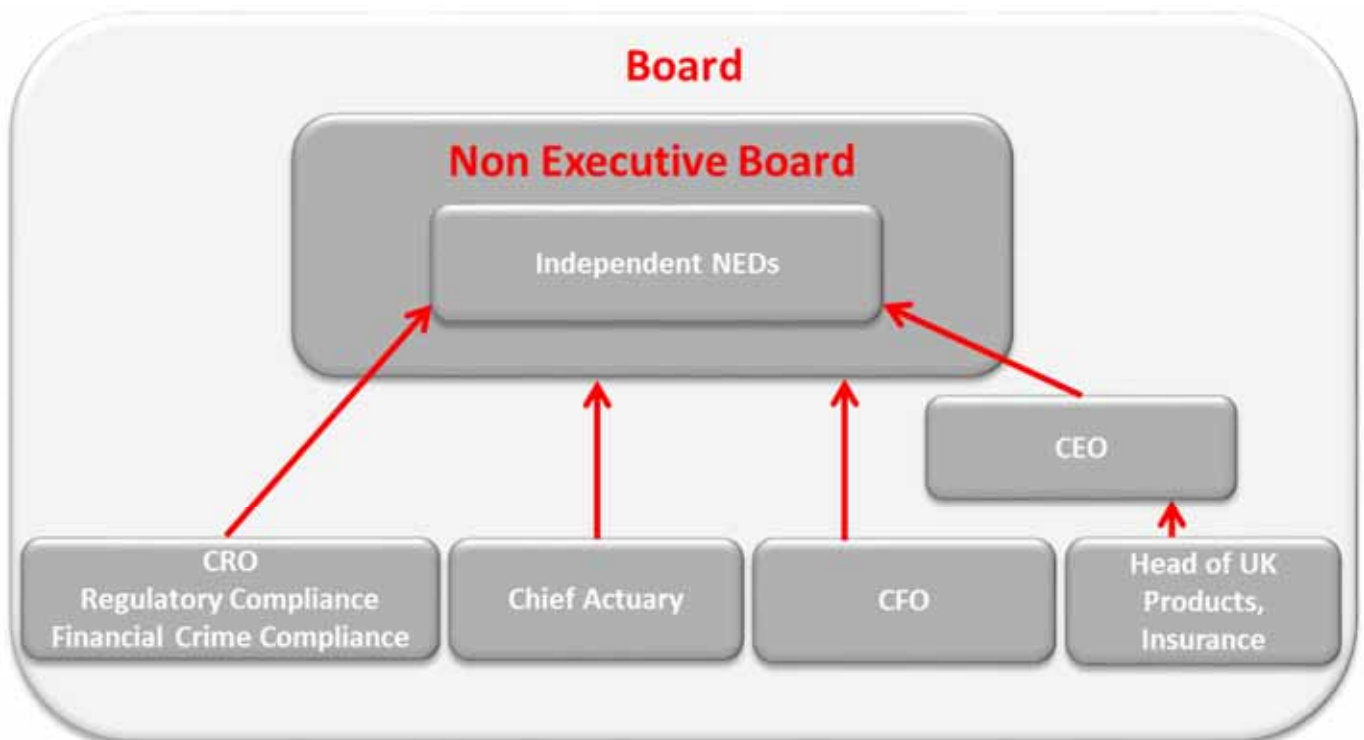 Board
Non Executive Board
Independent NEDs
CEO
CRO
Regulatory Compliance
Financial Crime Compliance
Chief Actuary
CFO
Head of UK
Products,
Insurance